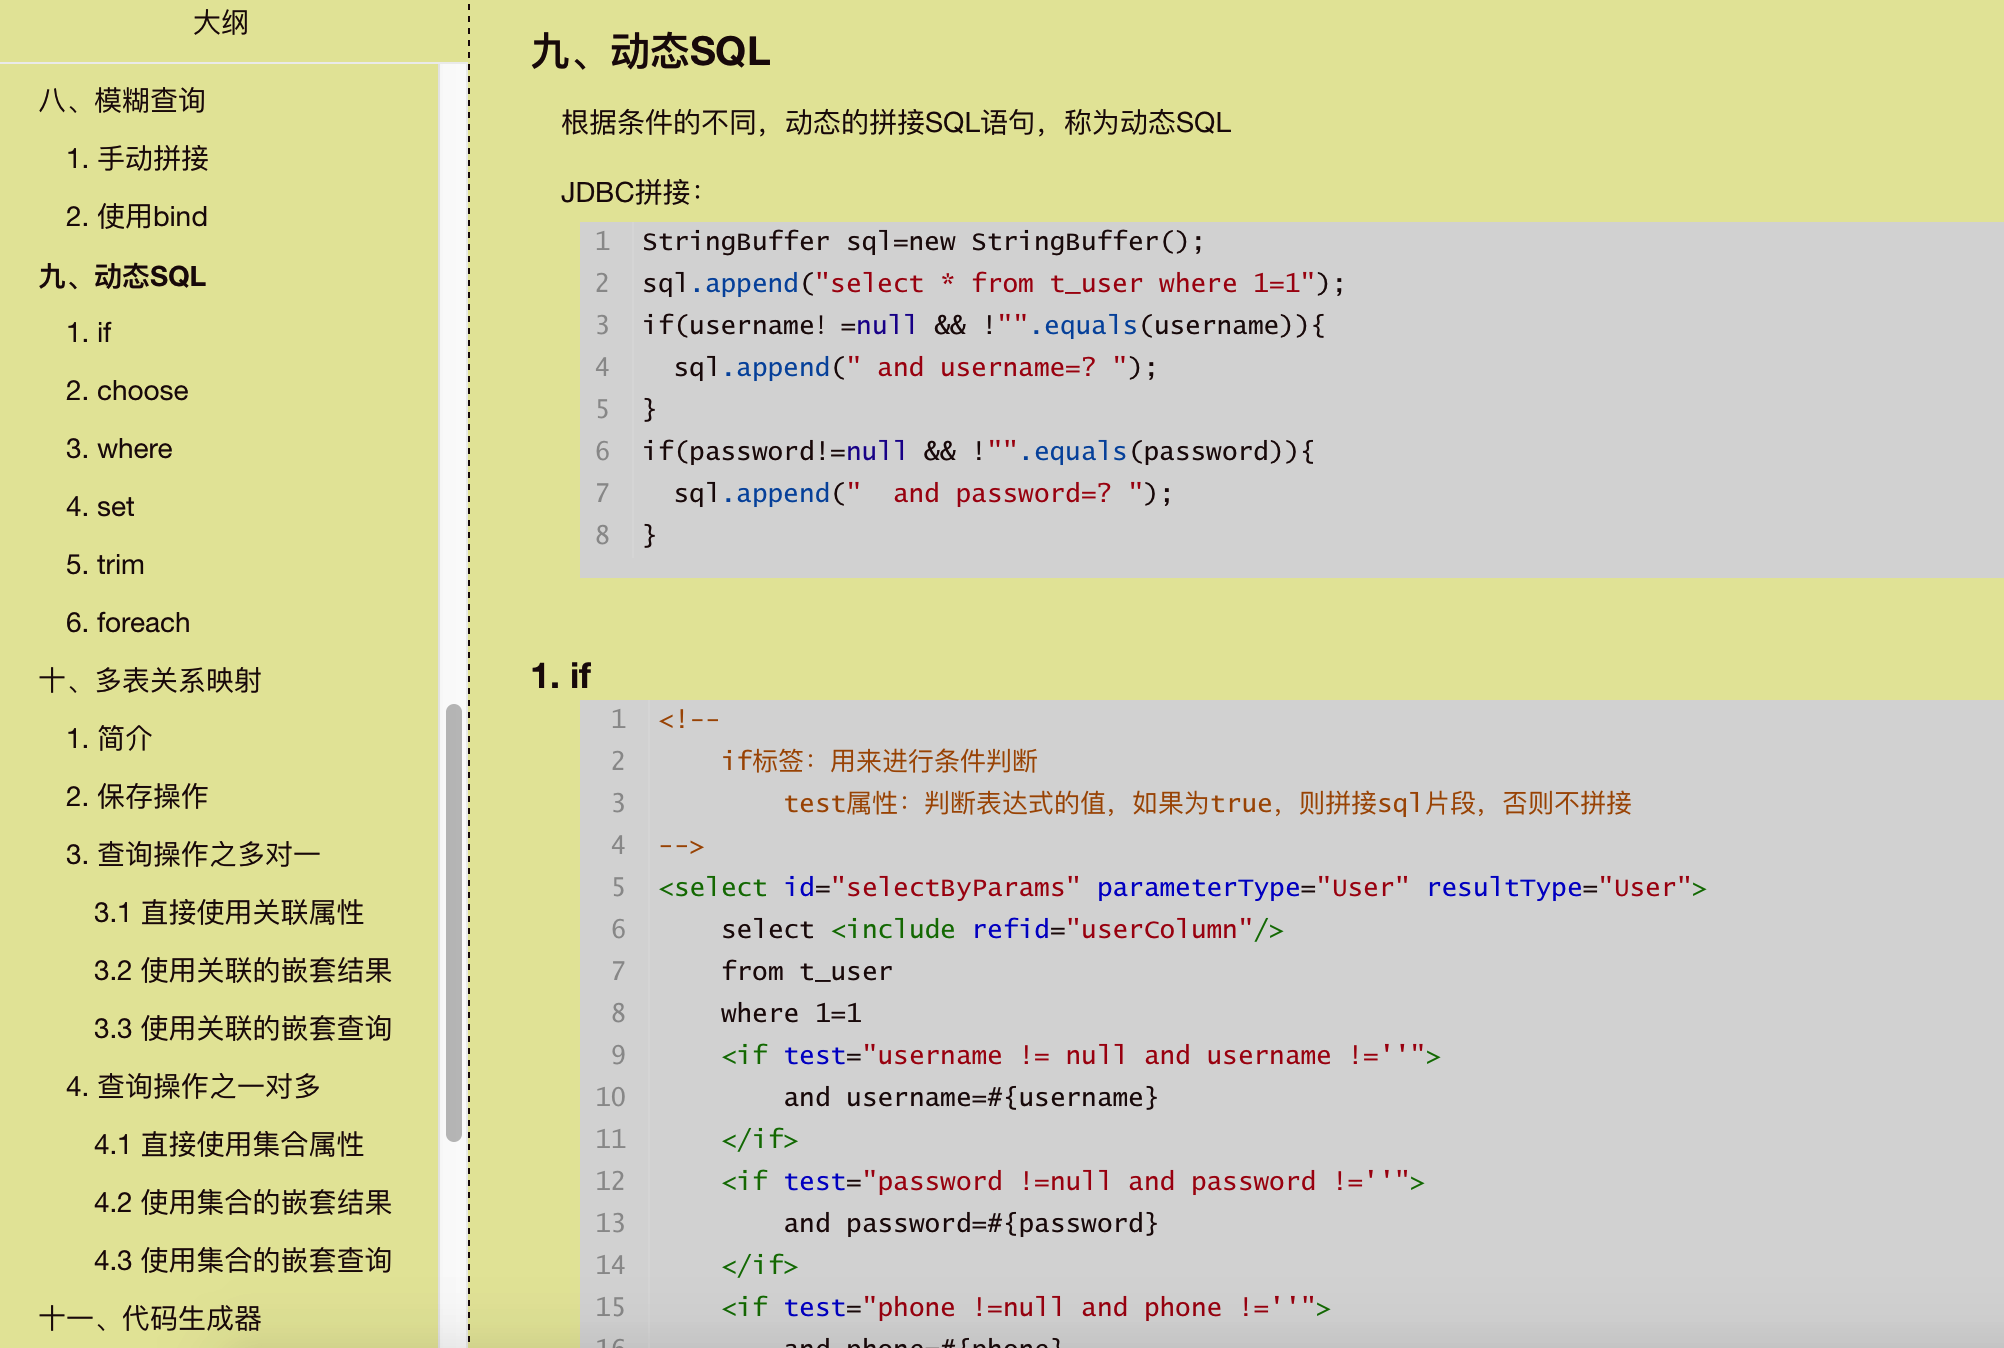 大纲
八、模糊查询
1. 手动拼接
2. 使用bind
九、动态SQL
1. if
2. choose
3. where
4. set
5. trim
6. foreach
十、多表关系映射
1. 简介
2. 保存操作
3. 查询操作之多对一
3.1 直接使用关联属性
3.2 使用关联的嵌套结果
3.3 使用关联的嵌套查询
4. 查询操作之一对多
4.1 直接使用集合属性
4.2 使用集合的嵌套结果
4.3 使用集合的嵌套查询
十一、代码生成器
九、动态SQL
根据条件的不同，动态的拼接SQL语句，称为动态SQL
JDBC拼接：
1 StringBuffer sql=new StringBuffer();
2 sql.append("select * from t_user where 1=1");
3 if(username! =null && !"".equals(username)){
4   sql.append(" and username=? ");
5 }
6 if(password!=null && !"".equals(password)){
7   sql.append("  and password=? ");
8 }
1. if
1 <!--
2     if标签：用来进行条件判断
3         test属性：判断表达式的值，如果为true，则拼接sql片段，否则不拼接
4 -->
5 <select id="selectByParams" parameterType="User" resultType="User">
6     select <include refid="userColumn"/>
7     from t_user
8     where 1=1
9     <if test="username != null and username !=''">
10         and username=#{username}
11     </if>
12     <if test="password !=null and password !=''">
13         and password=#{password}
14     </if>
15     <if test="phone !=null and phone !=''">
16         and phone=#{phone}